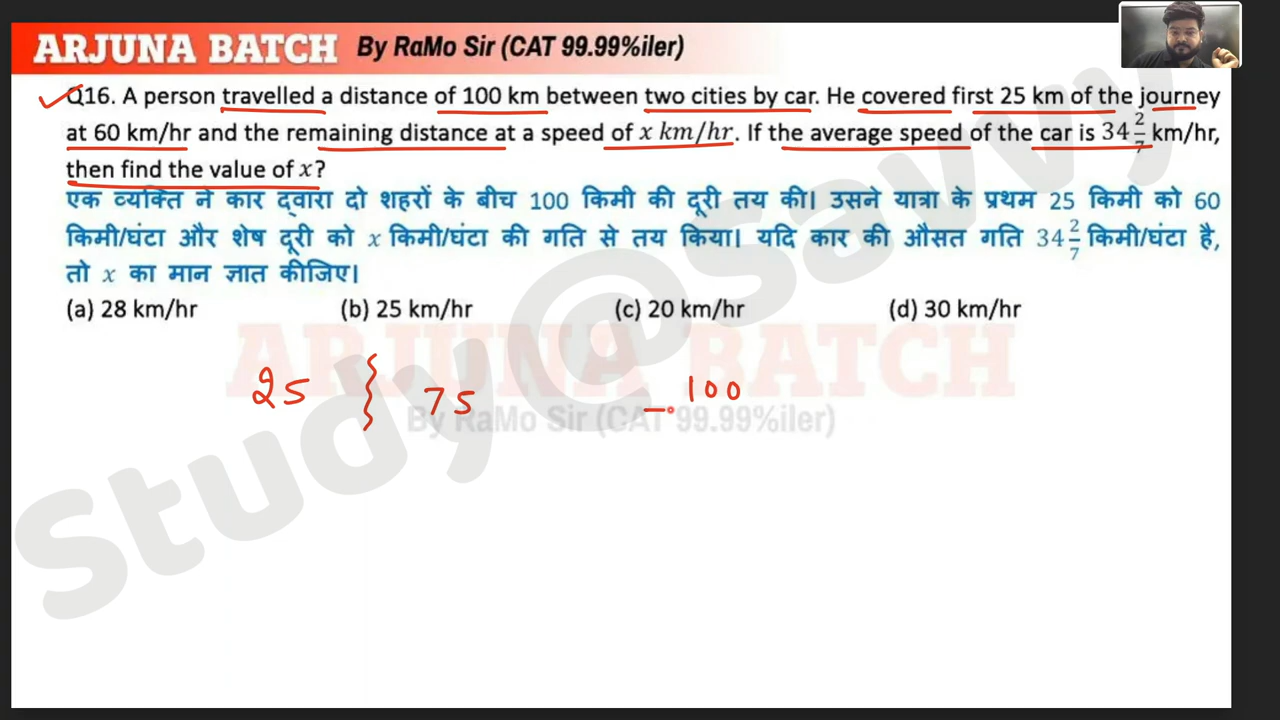 ARJUNA BATCH By RaMo Sir (CAT 99.99%iler)
Q16. A person travelled a distance of 100 km between two cities by car. He covered first 25 km of the journey
at 60 km/hr and the remaining distance at a speed of x km/hr. If the average speed of the car is 34 2/7 km/hr,
then find the value of x?
एक व्यक्ति ने कार द्वारा दो शहरों के बीच 100 किमी की दूरी तय की। उसने यात्रा के प्रथम 25 किमी को 60
किमी/घंटा और शेष दूरी को x किमी/घंटा की गति से तय किया। यदि कार की औसत गति 34 2/7 किमी/घंटा है,
तो x का मान ज्ञात कीजिए।
(a) 28 km/hr (b) 25 km/hr (c) 20 km/hr (d) 30 km/hr
ARJUNA BATCH
25 75 100
By RaMo Sir (CAT 99.99%iler)
Study@Savvy